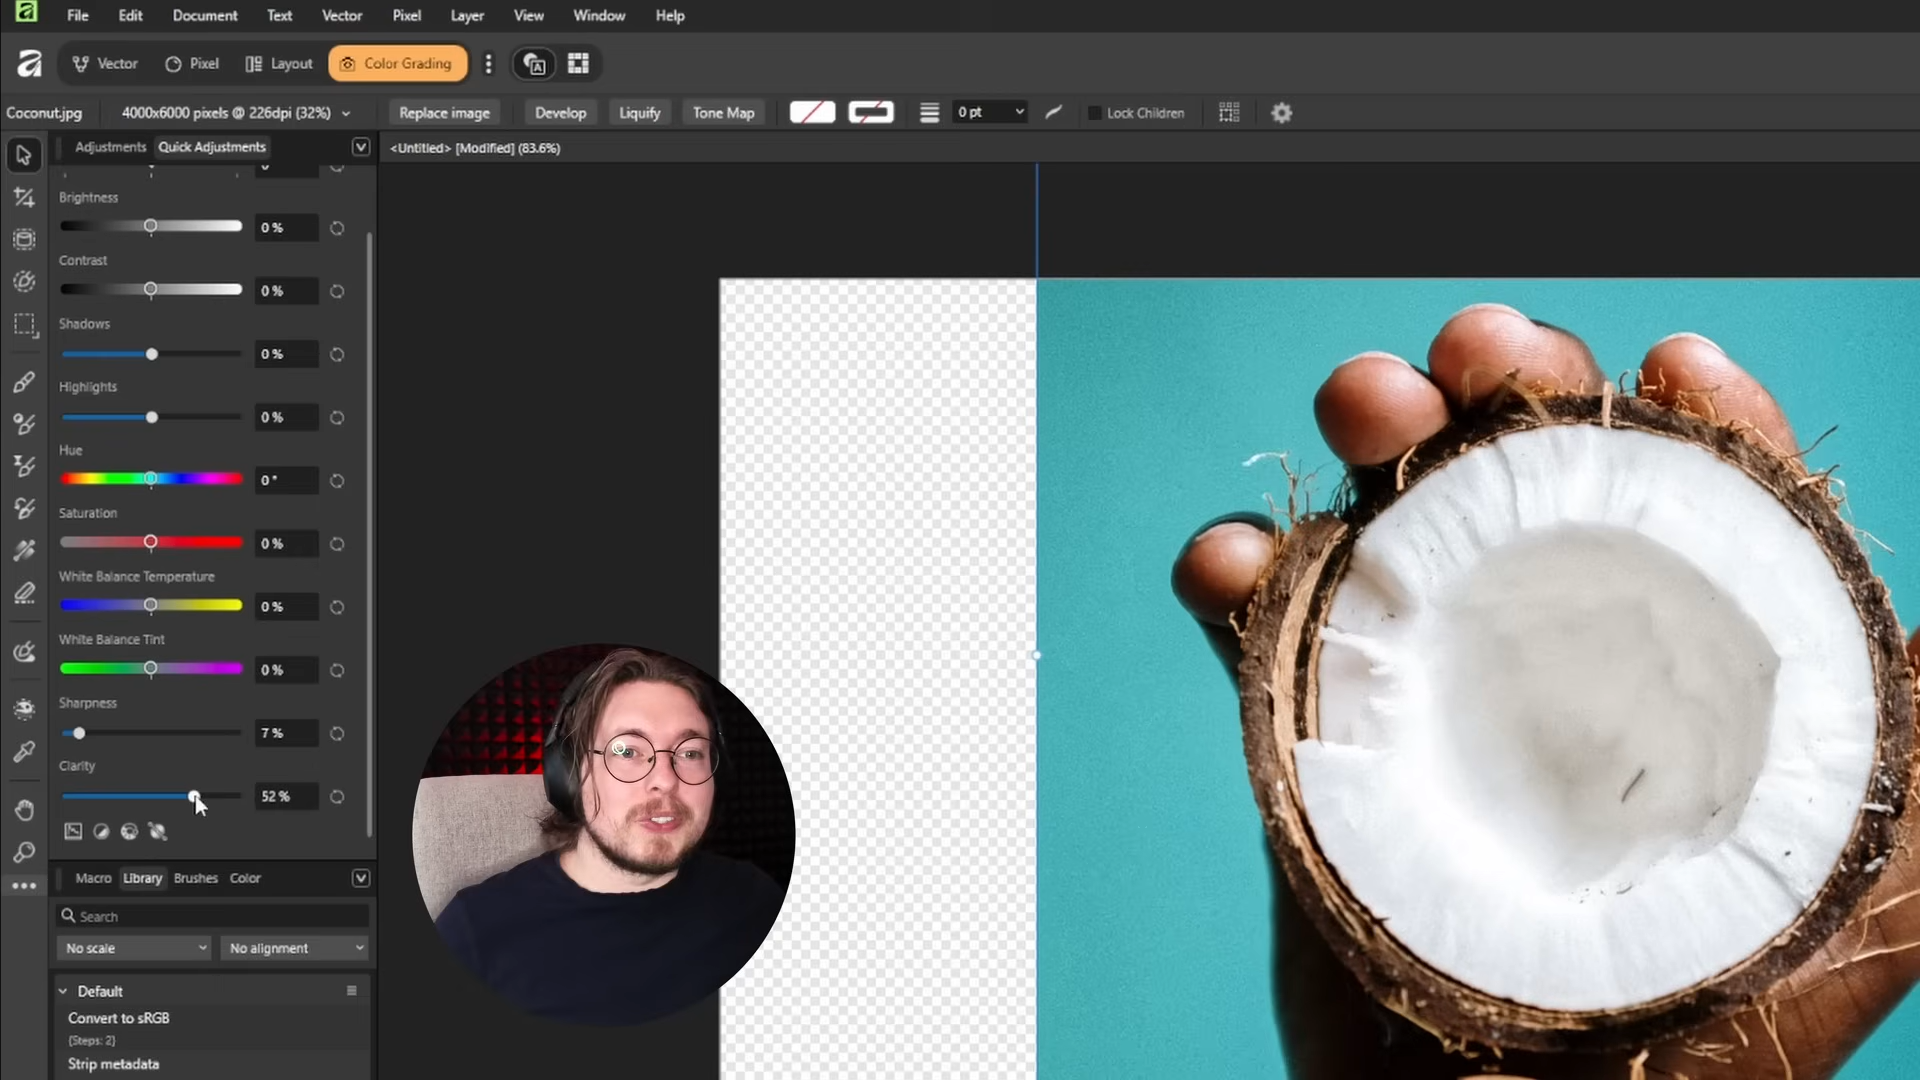 File Edit Document Text Vector Pixel Layer View Window Help
Vector Pixel Layout Color Grading
Coconut.jpg 4000x6000 pixels @ 226dpi (32%) Replace image Develop Liquify Tone Map 0 pt Lock Children
Adjustments Quick Adjustments
<Untitled> [Modified] (83.6%)
Brightness
0 %
Contrast
0 %
Shadows
0 %
Highlights
0 %
Hue
0 °
Saturation
0 %
White Balance Temperature
0 %
White Balance Tint
0 %
Sharpness
7 %
Clarity
52 %
Macro Library Brushes Color
Search
No scale No alignment
Default
Convert to sRGB
{Steps: 2}
Strip metadata